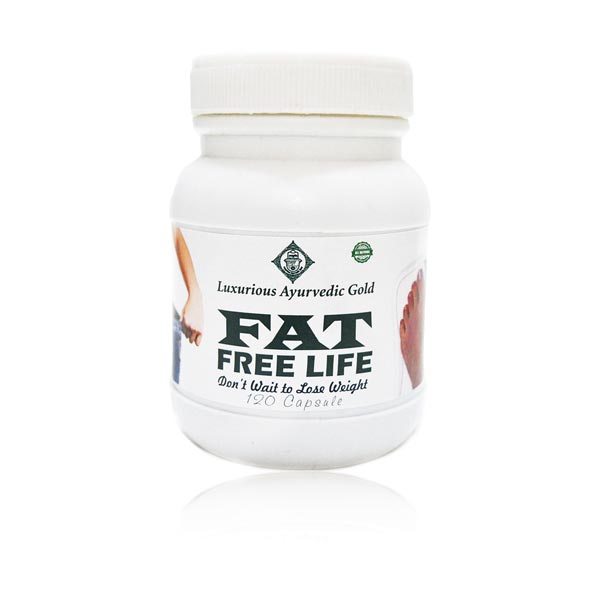 Luxurious Ayurvedic Gold
FAT
FREE LIFE
Don't Wait to Lose Weight
120 Capsule